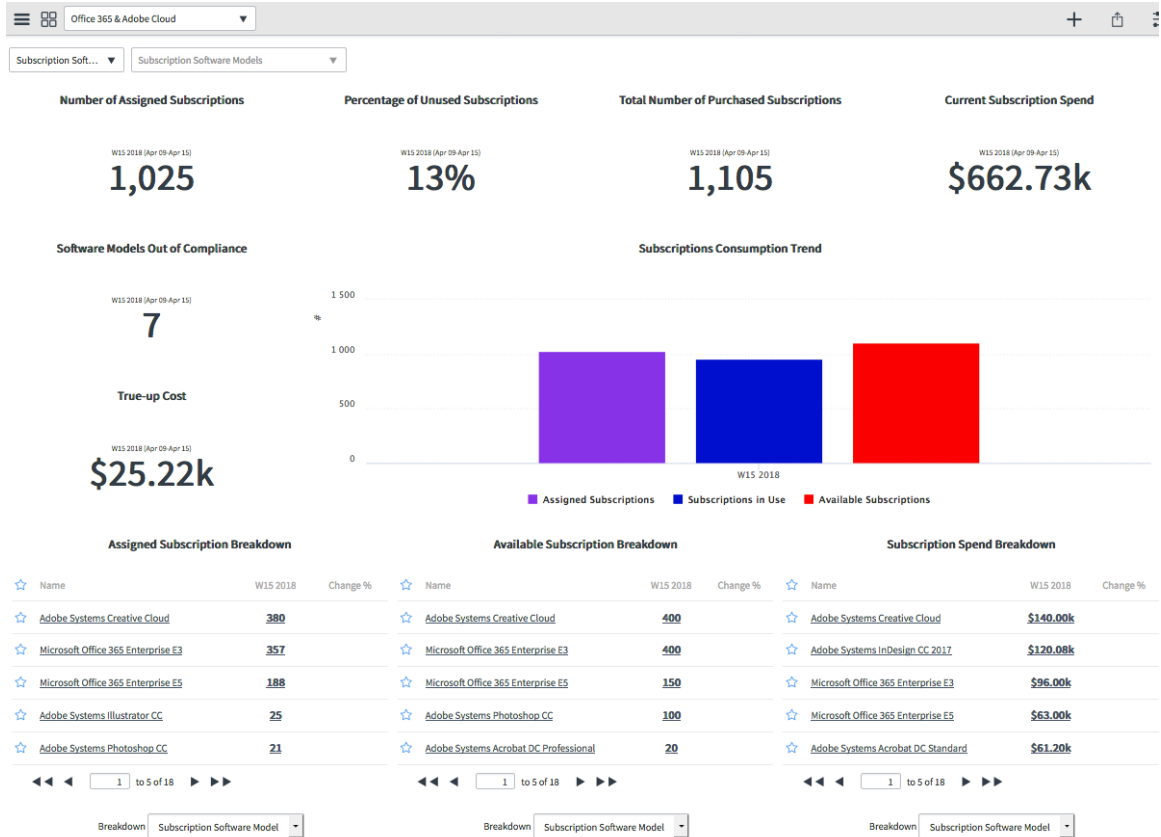 Office 365 & Adobe Cloud
Subscription Soft...
Subscription Software Models
Number of Assigned Subscriptions
W15 2018 (Apr 09-Apr 15)
1,025
Percentage of Unused Subscriptions
W15 2018 (Apr 09-Apr 15)
13%
Total Number of Purchased Subscriptions
W15 2018 (Apr 09-Apr 15)
1,105
Current Subscription Spend
W15 2018 (Apr 09-Apr 15)
$662.73k
Software Models Out of Compliance
W15 2018 (Apr 09-Apr 15)
7
True-up Cost
W15 2018 (Apr 09-Apr 15)
$25.22k
Subscriptions Consumption Trend
%
1 500
1 000
500
0
W15 2018
Assigned Subscriptions Subscriptions in Use Available Subscriptions
Assigned Subscription Breakdown
Name W15 2018 Change %
Adobe Systems Creative Cloud 380
Microsoft Office 365 Enterprise E3 357
Microsoft Office 365 Enterprise E5 188
Adobe Systems Illustrator CC 25
Adobe Systems Photoshop CC 21
1 to 5 of 18
Breakdown Subscription Software Model
Available Subscription Breakdown
Name W15 2018 Change %
Adobe Systems Creative Cloud 400
Microsoft Office 365 Enterprise E3 400
Microsoft Office 365 Enterprise E5 150
Adobe Systems Photoshop CC 100
Adobe Systems Acrobat DC Professional 20
1 to 5 of 18
Breakdown Subscription Software Model
Subscription Spend Breakdown
Name W15 2018 Change %
Adobe Systems Creative Cloud $140.00k
Adobe Systems InDesign CC 2017 $120.08k
Microsoft Office 365 Enterprise E3 $96.00k
Microsoft Office 365 Enterprise E5 $63.00k
Adobe Systems Acrobat DC Standard $61.20k
1 to 5 of 18
Breakdown Subscription Software Model